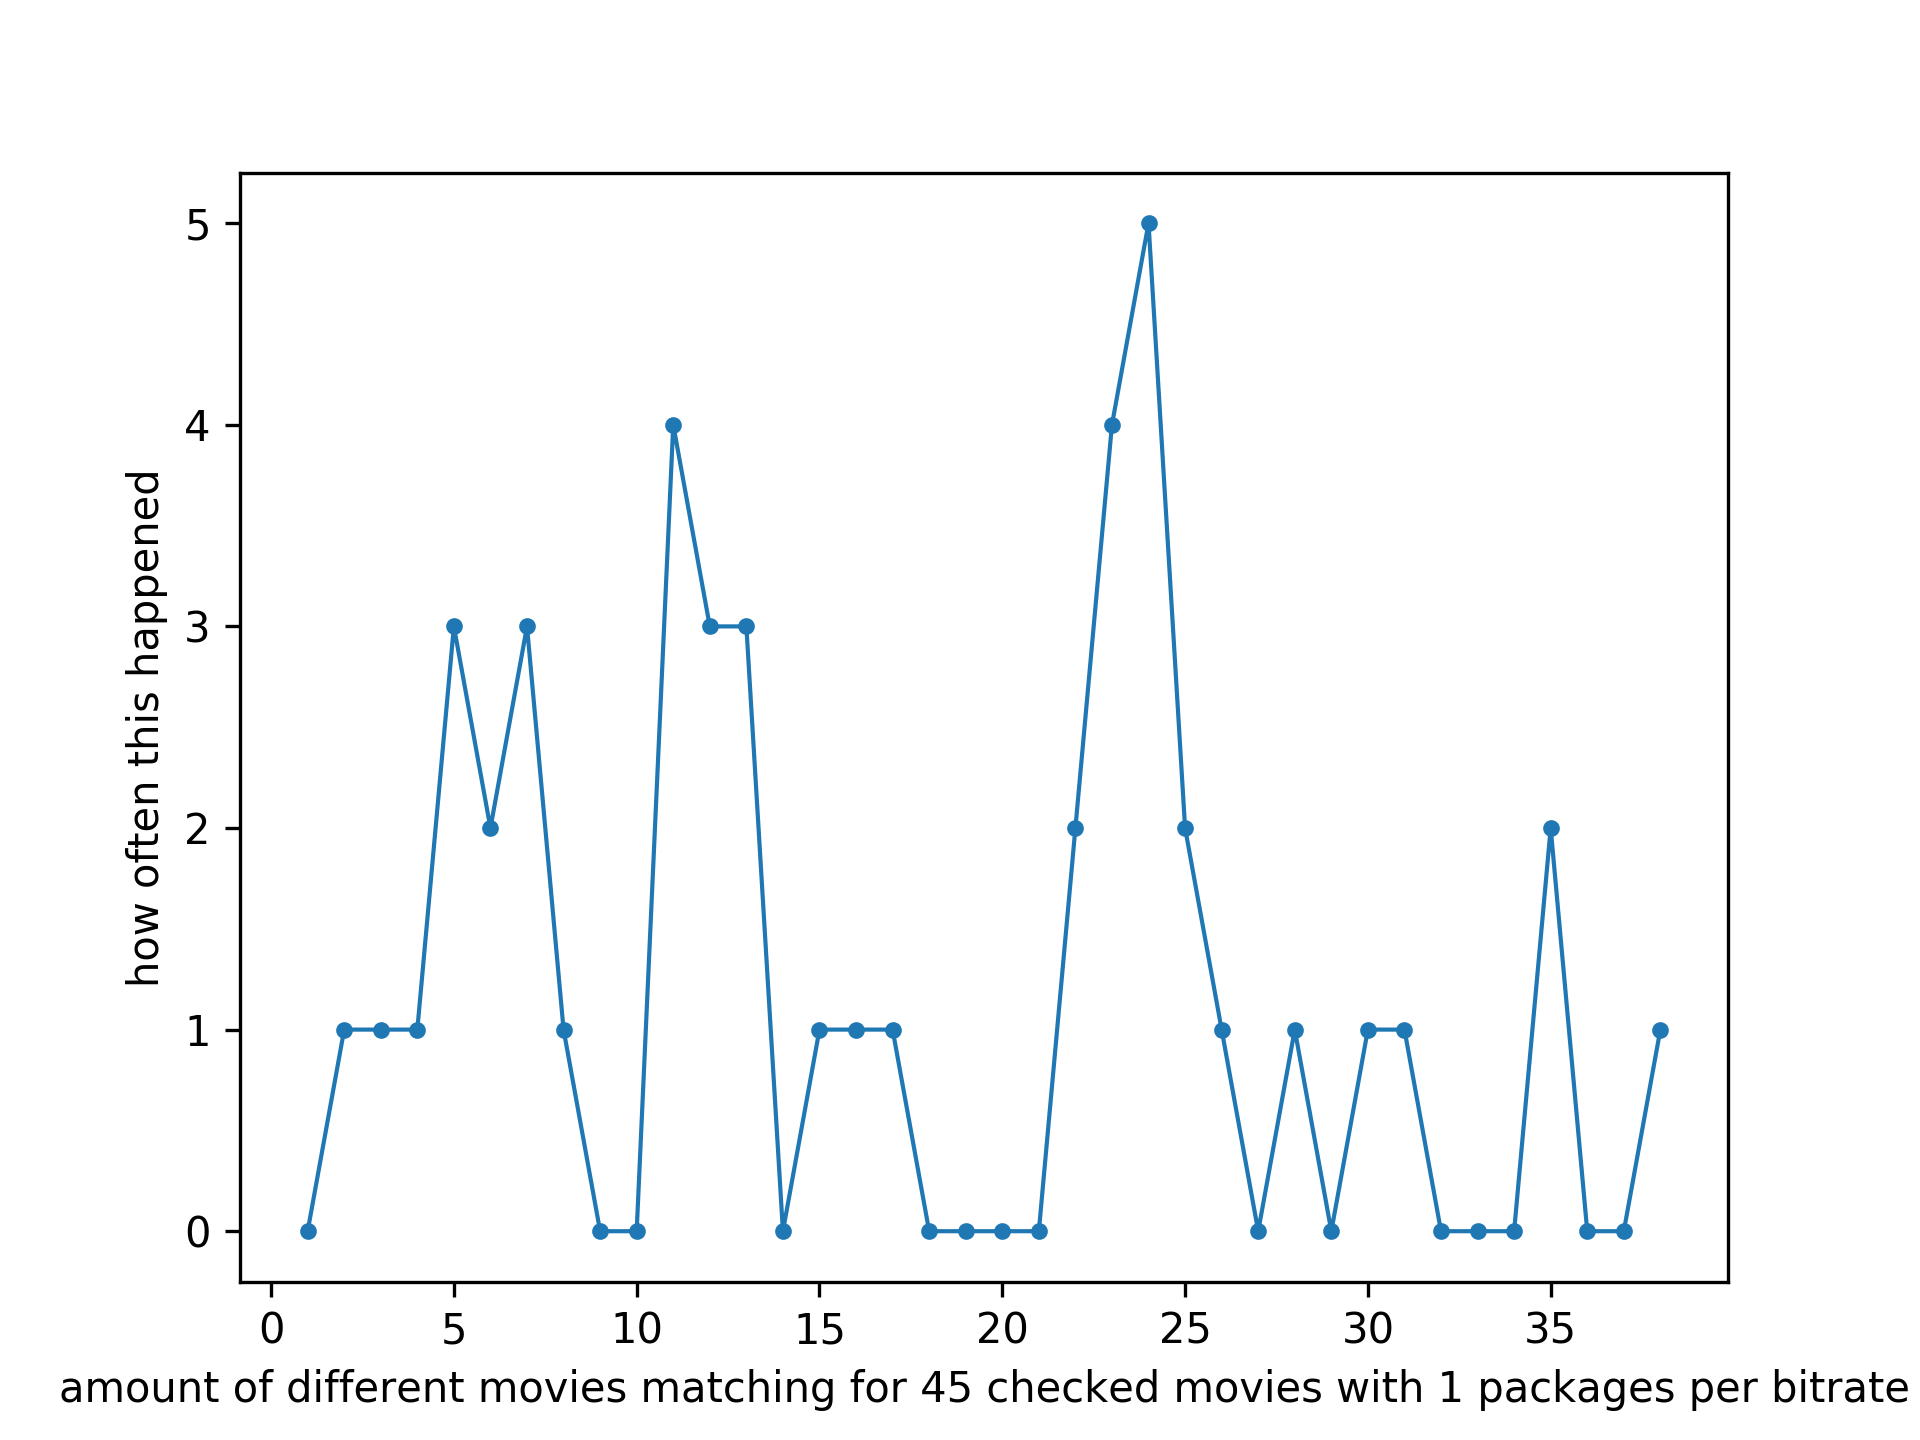 5
4
3
2
1
0
how often this happened
0 5 10 15 20 25 30 35
amount of different movies matching for 45 checked movies with 1 packages per bitrate